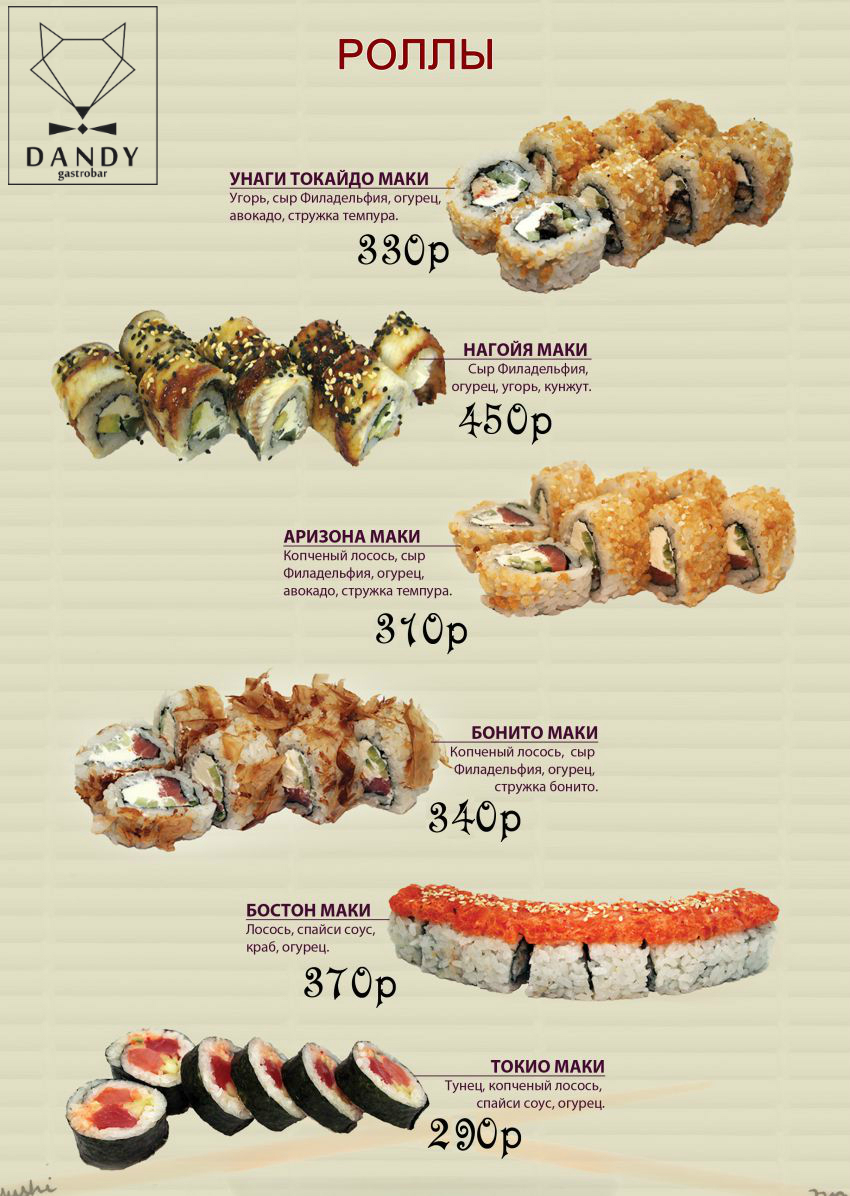 DANDY
gastrobar
РОЛЛЫ
УНАГИ ТОКАЙДО МАКИ
Угорь, сыр Филадельфия, огурец,
авокадо, стружка темпура.
330р
НАГОЙЯ МАКИ
Сыр Филадельфия,
огурец, угорь, кунжут.
450р
АРИЗОНА МАКИ
Копченый лосось, сыр
Филадельфия, огурец,
авокадо, стружка темпура.
310р
БОНИТО МАКИ
Копченый лосось, сыр
Филадельфия, огурец,
стружка бонито.
340р
БОСТОН МАКИ
Лосось, спайси соус,
краб, огурец.
370р
ТОКИО МАКИ
Тунец, копченый лосось,
спайси соус, огурец.
290р